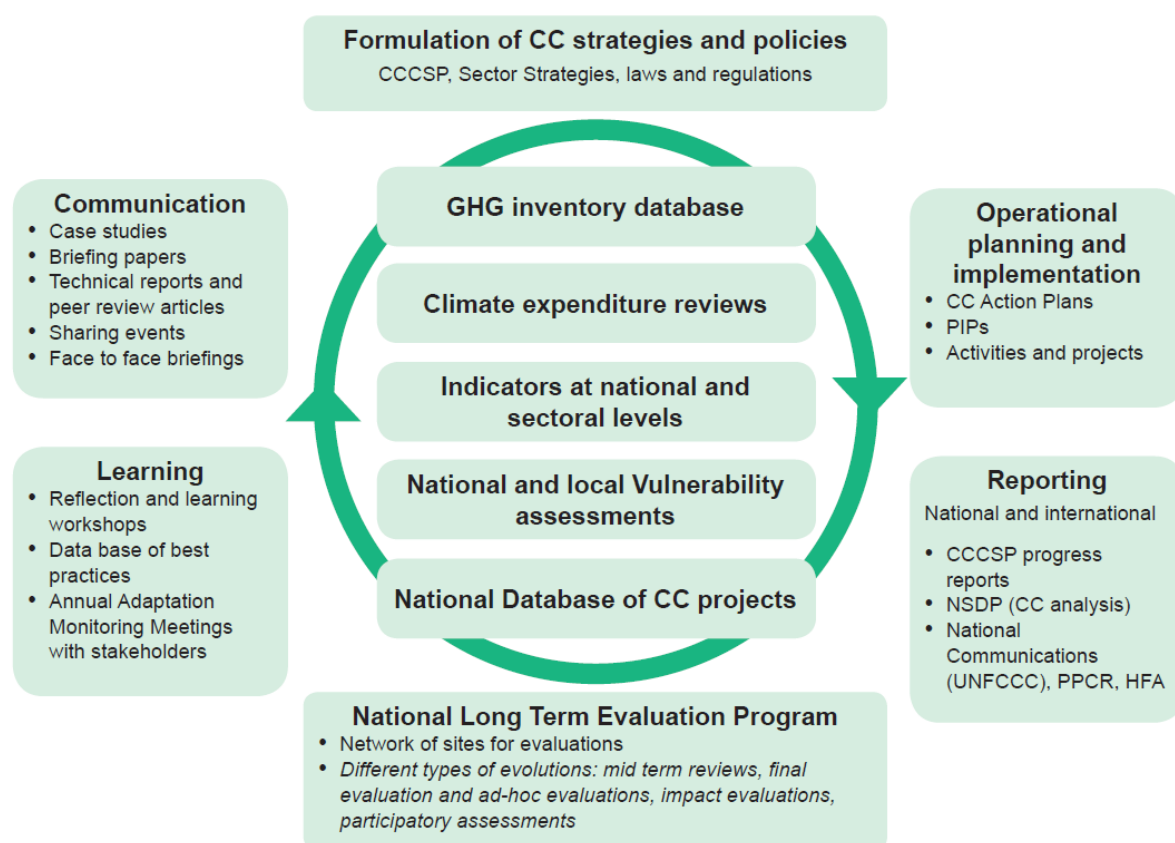 Formulation of CC strategies and policies
CCCSP, Sector Strategies, laws and regulations
Communication
• Case studies
• Briefing papers
• Technical reports and
peer review articles
• Sharing events
• Face to face briefings
GHG inventory database
Climate expenditure reviews
Indicators at national and
sectoral levels
National and local Vulnerability
assessments
National Database of CC projects
Operational
planning and
implementation
• CC Action Plans
• PIPs
• Activities and projects
Learning
• Reflection and learning
workshops
• Data base of best
practices
• Annual Adaptation
Monitoring Meetings
with stakeholders
Reporting
National and international
• CCCSP progress
reports
• NSDP (CC analysis)
• National
Communications
(UNFCCC), PPCR, HFA
National Long Term Evaluation Program
• Network of sites for evaluations
• Different types of evolutions: mid term reviews, final
evaluation and ad-hoc evaluations, impact evaluations,
participatory assessments